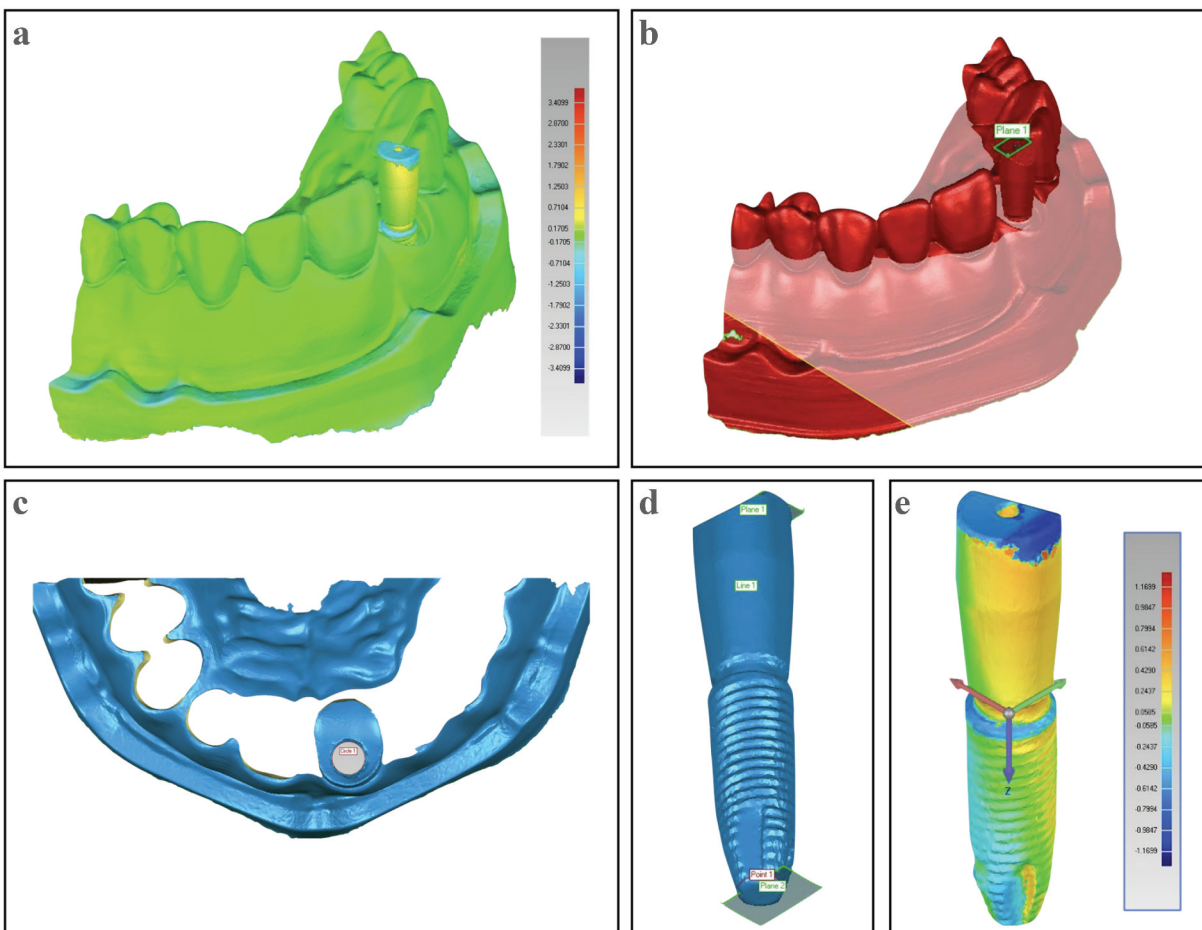 a
3.4099
2.8700
2.3301
1.7902
1.2503
0.7104
0.1705
-0.1705
-0.7104
-1.2503
-1.7902
-2.3301
-2.8700
-3.4099
b
Plane 1
c
Circle 1
d
Plane 1
Line 1
Point 1
Plane 2
e
Z
1.1699
0.9847
0.7994
0.6142
0.4290
0.2437
0.0585
-0.0585
-0.2437
-0.4290
-0.6142
-0.7994
-0.9847
-1.1699